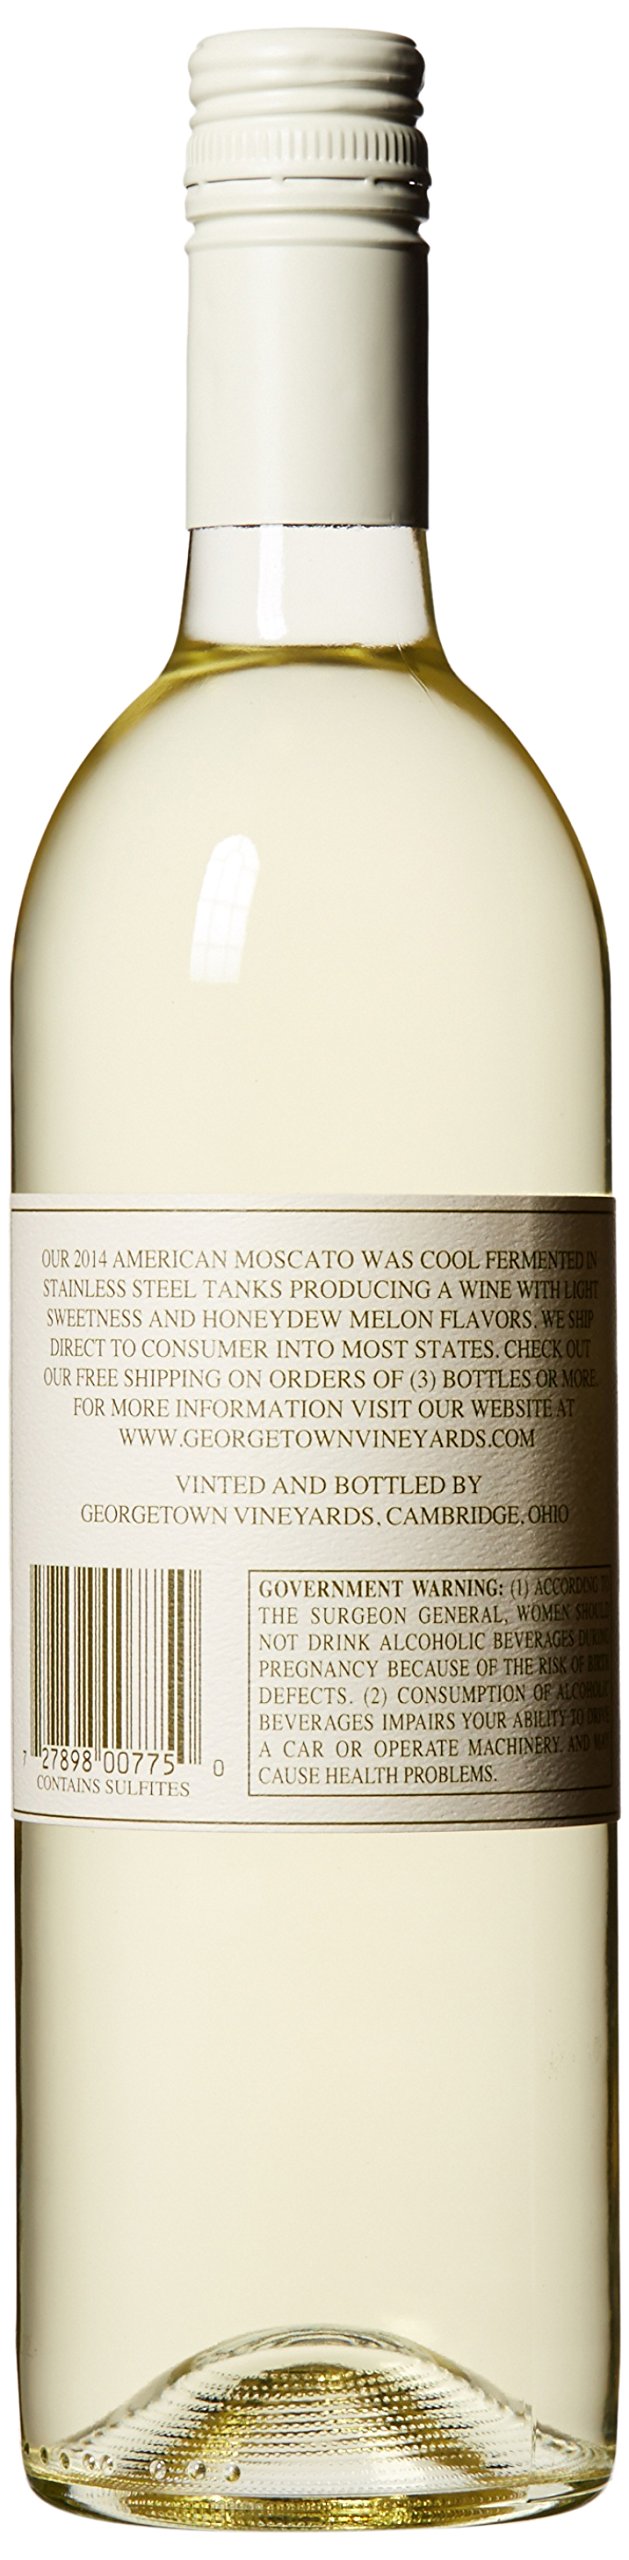 OUR 2014 AMERICAN MOSCATO WAS COOL FERMENTED IN
STAINLESS STEEL TANKS PRODUCING A WINE WITH LIGHT
SWEETNESS AND HONEYDEW MELON FLAVORS. WE SHIP
DIRECT TO CONSUMER INTO MOST STATES. CHECK OUT
OUR FREE SHIPPING ON ORDERS OF (3) BOTTLES OR MORE.
FOR MORE INFORMATION VISIT OUR WEBSITE AT
WWW.GEORGETOWNVINEYARDS.COM
VINTED AND BOTTLED BY
GEORGETOWN VINEYARDS, CAMBRIDGE, OHIO
7 27898 00775 0
CONTAINS SULFITES
GOVERNMENT WARNING: (1) ACCORDING TO
THE SURGEON GENERAL, WOMEN SHOULD
NOT DRINK ALCOHOLIC BEVERAGES DURING
PREGNANCY BECAUSE OF THE RISK OF BIRTH
DEFECTS. (2) CONSUMPTION OF ALCOHOLIC
BEVERAGES IMPAIRS YOUR ABILITY TO DRIVE
A CAR OR OPERATE MACHINERY, AND MAY
CAUSE HEALTH PROBLEMS.